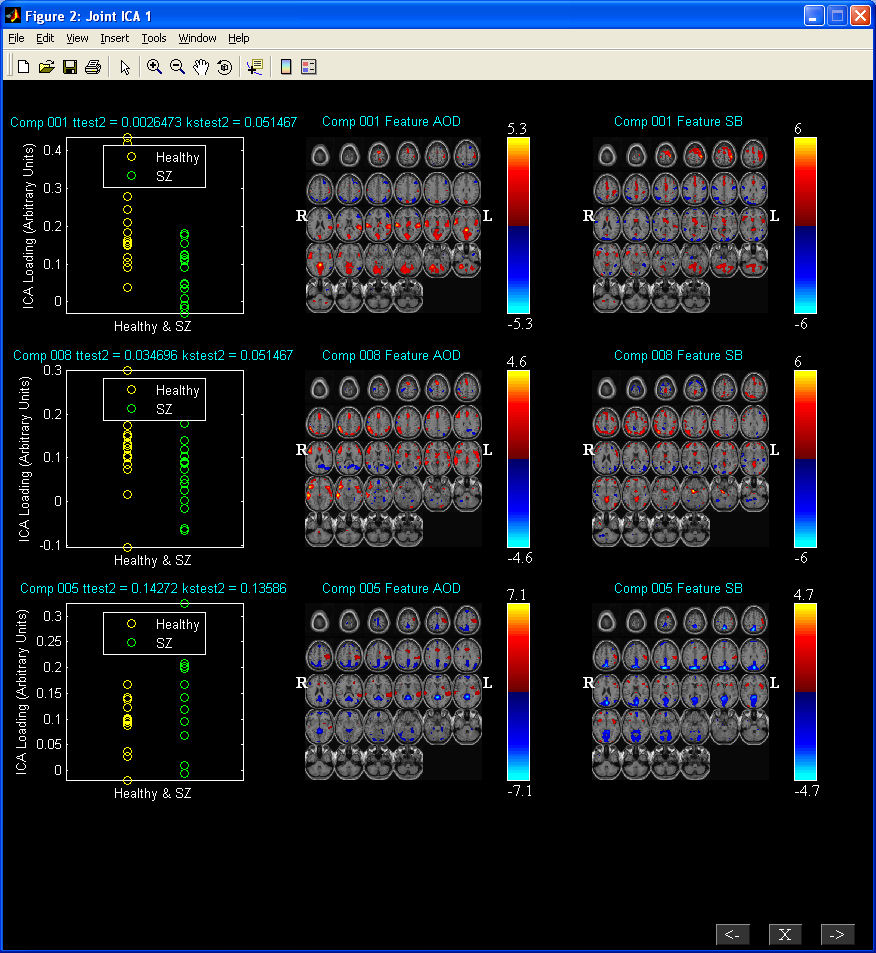 Figure 2: Joint ICA 1
File Edit View Insert Tools Window Help
Comp 001 ttest2 = 0.0026473 kstest2 = 0.051467
Comp 001 Feature AOD
Comp 001 Feature SB
ICA Loading (Arbitrary Units)
0.4
0.3
0.2
0.1
0
Healthy
SZ
Healthy & SZ
R
5.3
-5.3
L
R
6
-6
L
Comp 008 ttest2 = 0.034696 kstest2 = 0.051467
Comp 008 Feature AOD
Comp 008 Feature SB
ICA Loading (Arbitrary Units)
0.3
0.2
0.1
0
-0.1
Healthy
SZ
Healthy & SZ
R
4.6
-4.6
L
R
6
-6
L
Comp 005 ttest2 = 0.14272 kstest2 = 0.13586
Comp 005 Feature AOD
Comp 005 Feature SB
ICA Loading (Arbitrary Units)
0.3
0.25
0.2
0.15
0.1
0.05
0
Healthy
SZ
Healthy & SZ
R
7.1
-7.1
L
R
4.7
-4.7
L
<- X ->